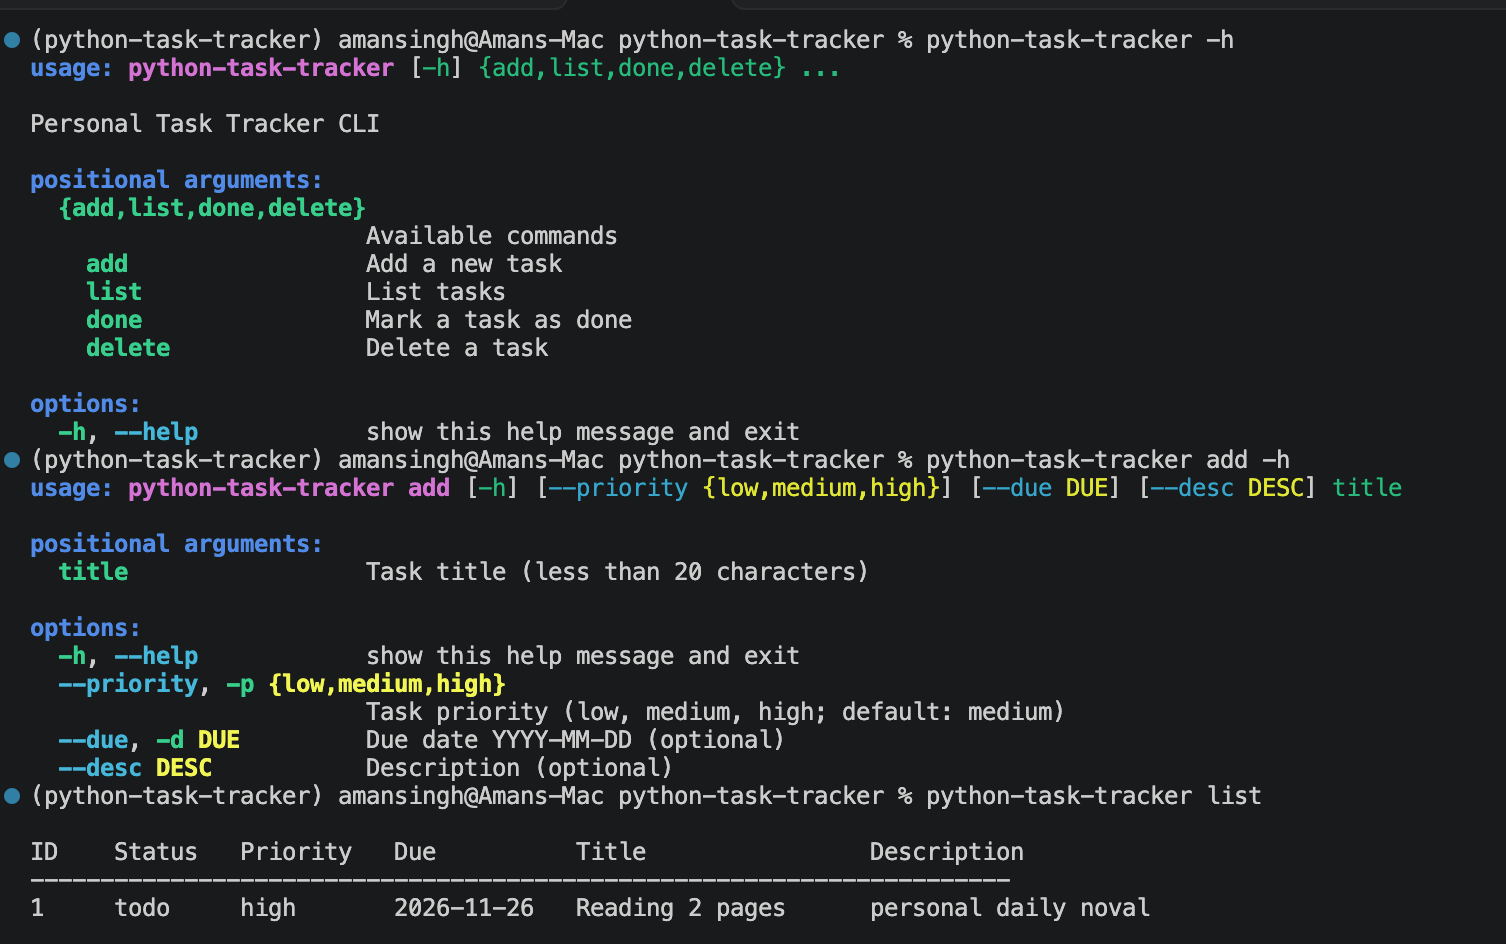 (python-task-tracker) amansingh@Amans-Mac python-task-tracker % python-task-tracker -h
usage: python-task-tracker [-h] {add,list,done,delete} ...

Personal Task Tracker CLI

positional arguments:
  {add,list,done,delete}
                        Available commands
    add                 Add a new task
    list                List tasks
    done                Mark a task as done
    delete              Delete a task

options:
  -h, --help            show this help message and exit
(python-task-tracker) amansingh@Amans-Mac python-task-tracker % python-task-tracker add -h
usage: python-task-tracker add [-h] [--priority {low,medium,high}] [--due DUE] [--desc DESC] title

positional arguments:
  title                 Task title (less than 20 characters)

options:
  -h, --help            show this help message and exit
  --priority, -p {low,medium,high}
                        Task priority (low, medium, high; default: medium)
  --due, -d DUE         Due date YYYY-MM-DD (optional)
  --desc DESC           Description (optional)
(python-task-tracker) amansingh@Amans-Mac python-task-tracker % python-task-tracker list

ID    Status   Priority   Due          Title                Description
----------------------------------------------------------------------
1     todo     high       2026-11-26   Reading 2 pages      personal daily noval